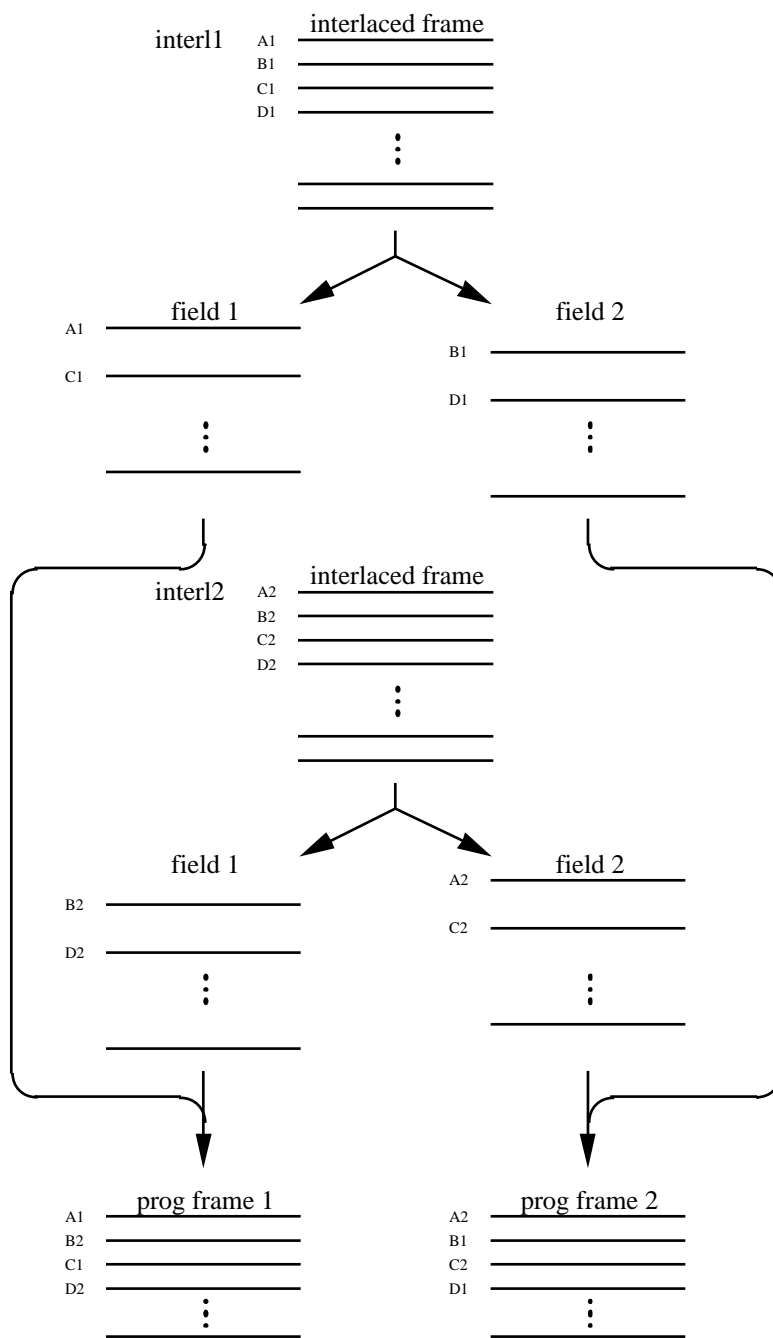 interl1 interlaced frame
A1
B1
C1
D1
field 1 field 2
A1
B1
C1
D1
interl2 interlaced frame
A2
B2
C2
D2
field 1 field 2
A2
B2
C2
D2
prog frame 1 prog frame 2
A1 A2
B2 B1
C1 C2
D2 D1